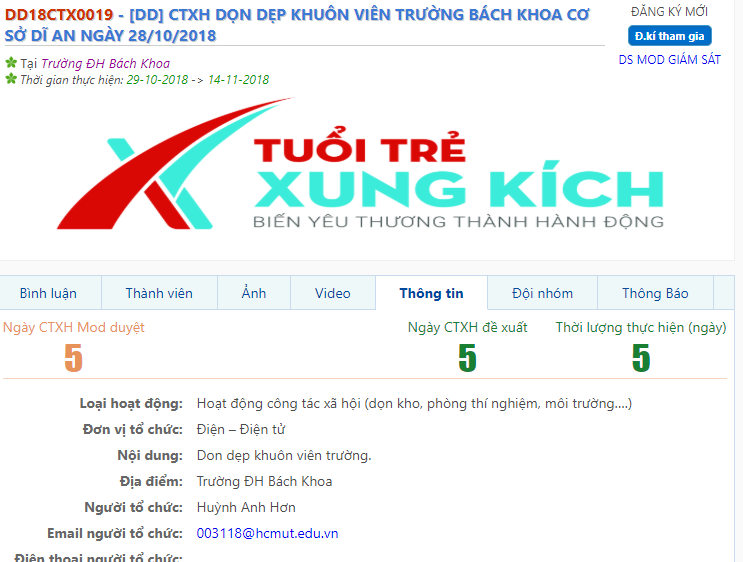 DD18CTX0019 - [DD] CTXH DỌN DẸP KHUÔN VIÊN TRƯỜNG BÁCH KHOA CƠ
SỞ DĨ AN NGÀY 28/10/2018
ĐĂNG KÝ MỚI
Đ.kí tham gia
DS MOD GIÁM SÁT
Tại Trường ĐH Bách Khoa
Thời gian thực hiện: 29-10-2018 -> 14-11-2018
TUỔI TRẺ
XUNG KÍCH
BIẾN YÊU THƯƠNG THÀNH HÀNH ĐỘNG
Bình luận Thành viên Ảnh Video Thông tin Đội nhóm Thông Báo
Ngày CTXH Mod duyệt Ngày CTXH đề xuất Thời lượng thực hiện (ngày)
5 5 5
Loại hoạt động: Hoạt động công tác xã hội (dọn kho, phòng thí nghiệm, môi trường....)
Đơn vị tổ chức: Điện – Điện tử
Nội dung: Don dẹp khuôn viên trường.
Địa điểm: Trường ĐH Bách Khoa
Người tổ chức: Huỳnh Anh Hơn
Email người tổ chức: 003118@hcmut.edu.vn
Điện thoại người tổ chức: